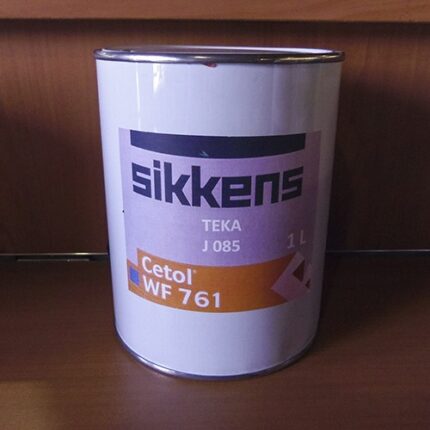 sikkens
TEKA
J 085
1 L
Cetol®
WF 761